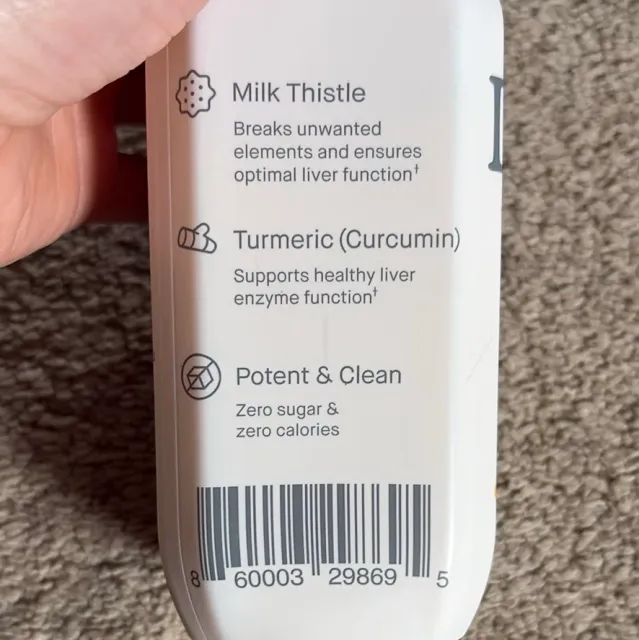 Milk Thistle
Breaks unwanted
elements and ensures
optimal liver function†
Turmeric (Curcumin)
Supports healthy liver
enzyme function†
Potent & Clean
Zero sugar &
zero calories
8 60003 29869 5